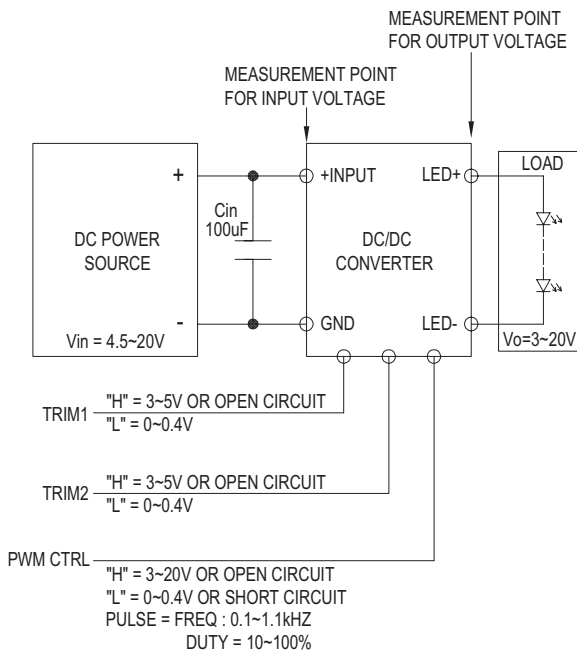 MEASUREMENT POINT
FOR OUTPUT VOLTAGE
MEASUREMENT POINT
FOR INPUT VOLTAGE
+
+INPUT
LED+
LOAD
Cin
100uF
DC POWER
SOURCE
DC/DC
CONVERTER
-
GND
LED-
Vin = 4.5~20V
Vo=3~20V
TRIM1
"H" = 3~5V OR OPEN CIRCUIT
"L" = 0~0.4V
TRIM2
"H" = 3~5V OR OPEN CIRCUIT
"L" = 0~0.4V
PWM CTRL
"H" = 3~20V OR OPEN CIRCUIT
"L" = 0~0.4V OR SHORT CIRCUIT
PULSE = FREQ : 0.1~1.1kHZ
DUTY = 10~100%